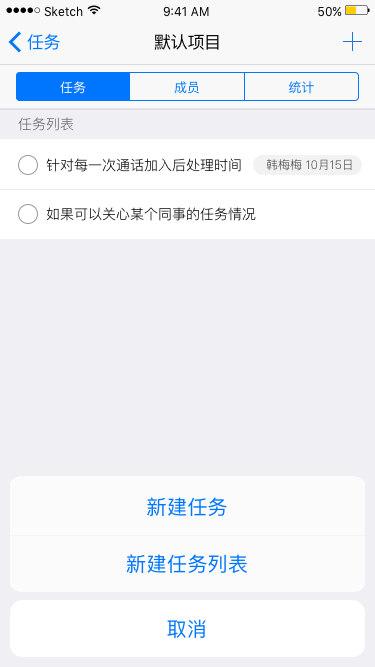 Sketch 9:41 AM 50%
任务 默认项目
任务 成员 统计
任务列表
针对每一次通话加入后处理时间 韩梅梅 10月15日
如果可以关心某个同事的任务情况
新建任务
新建任务列表
取消